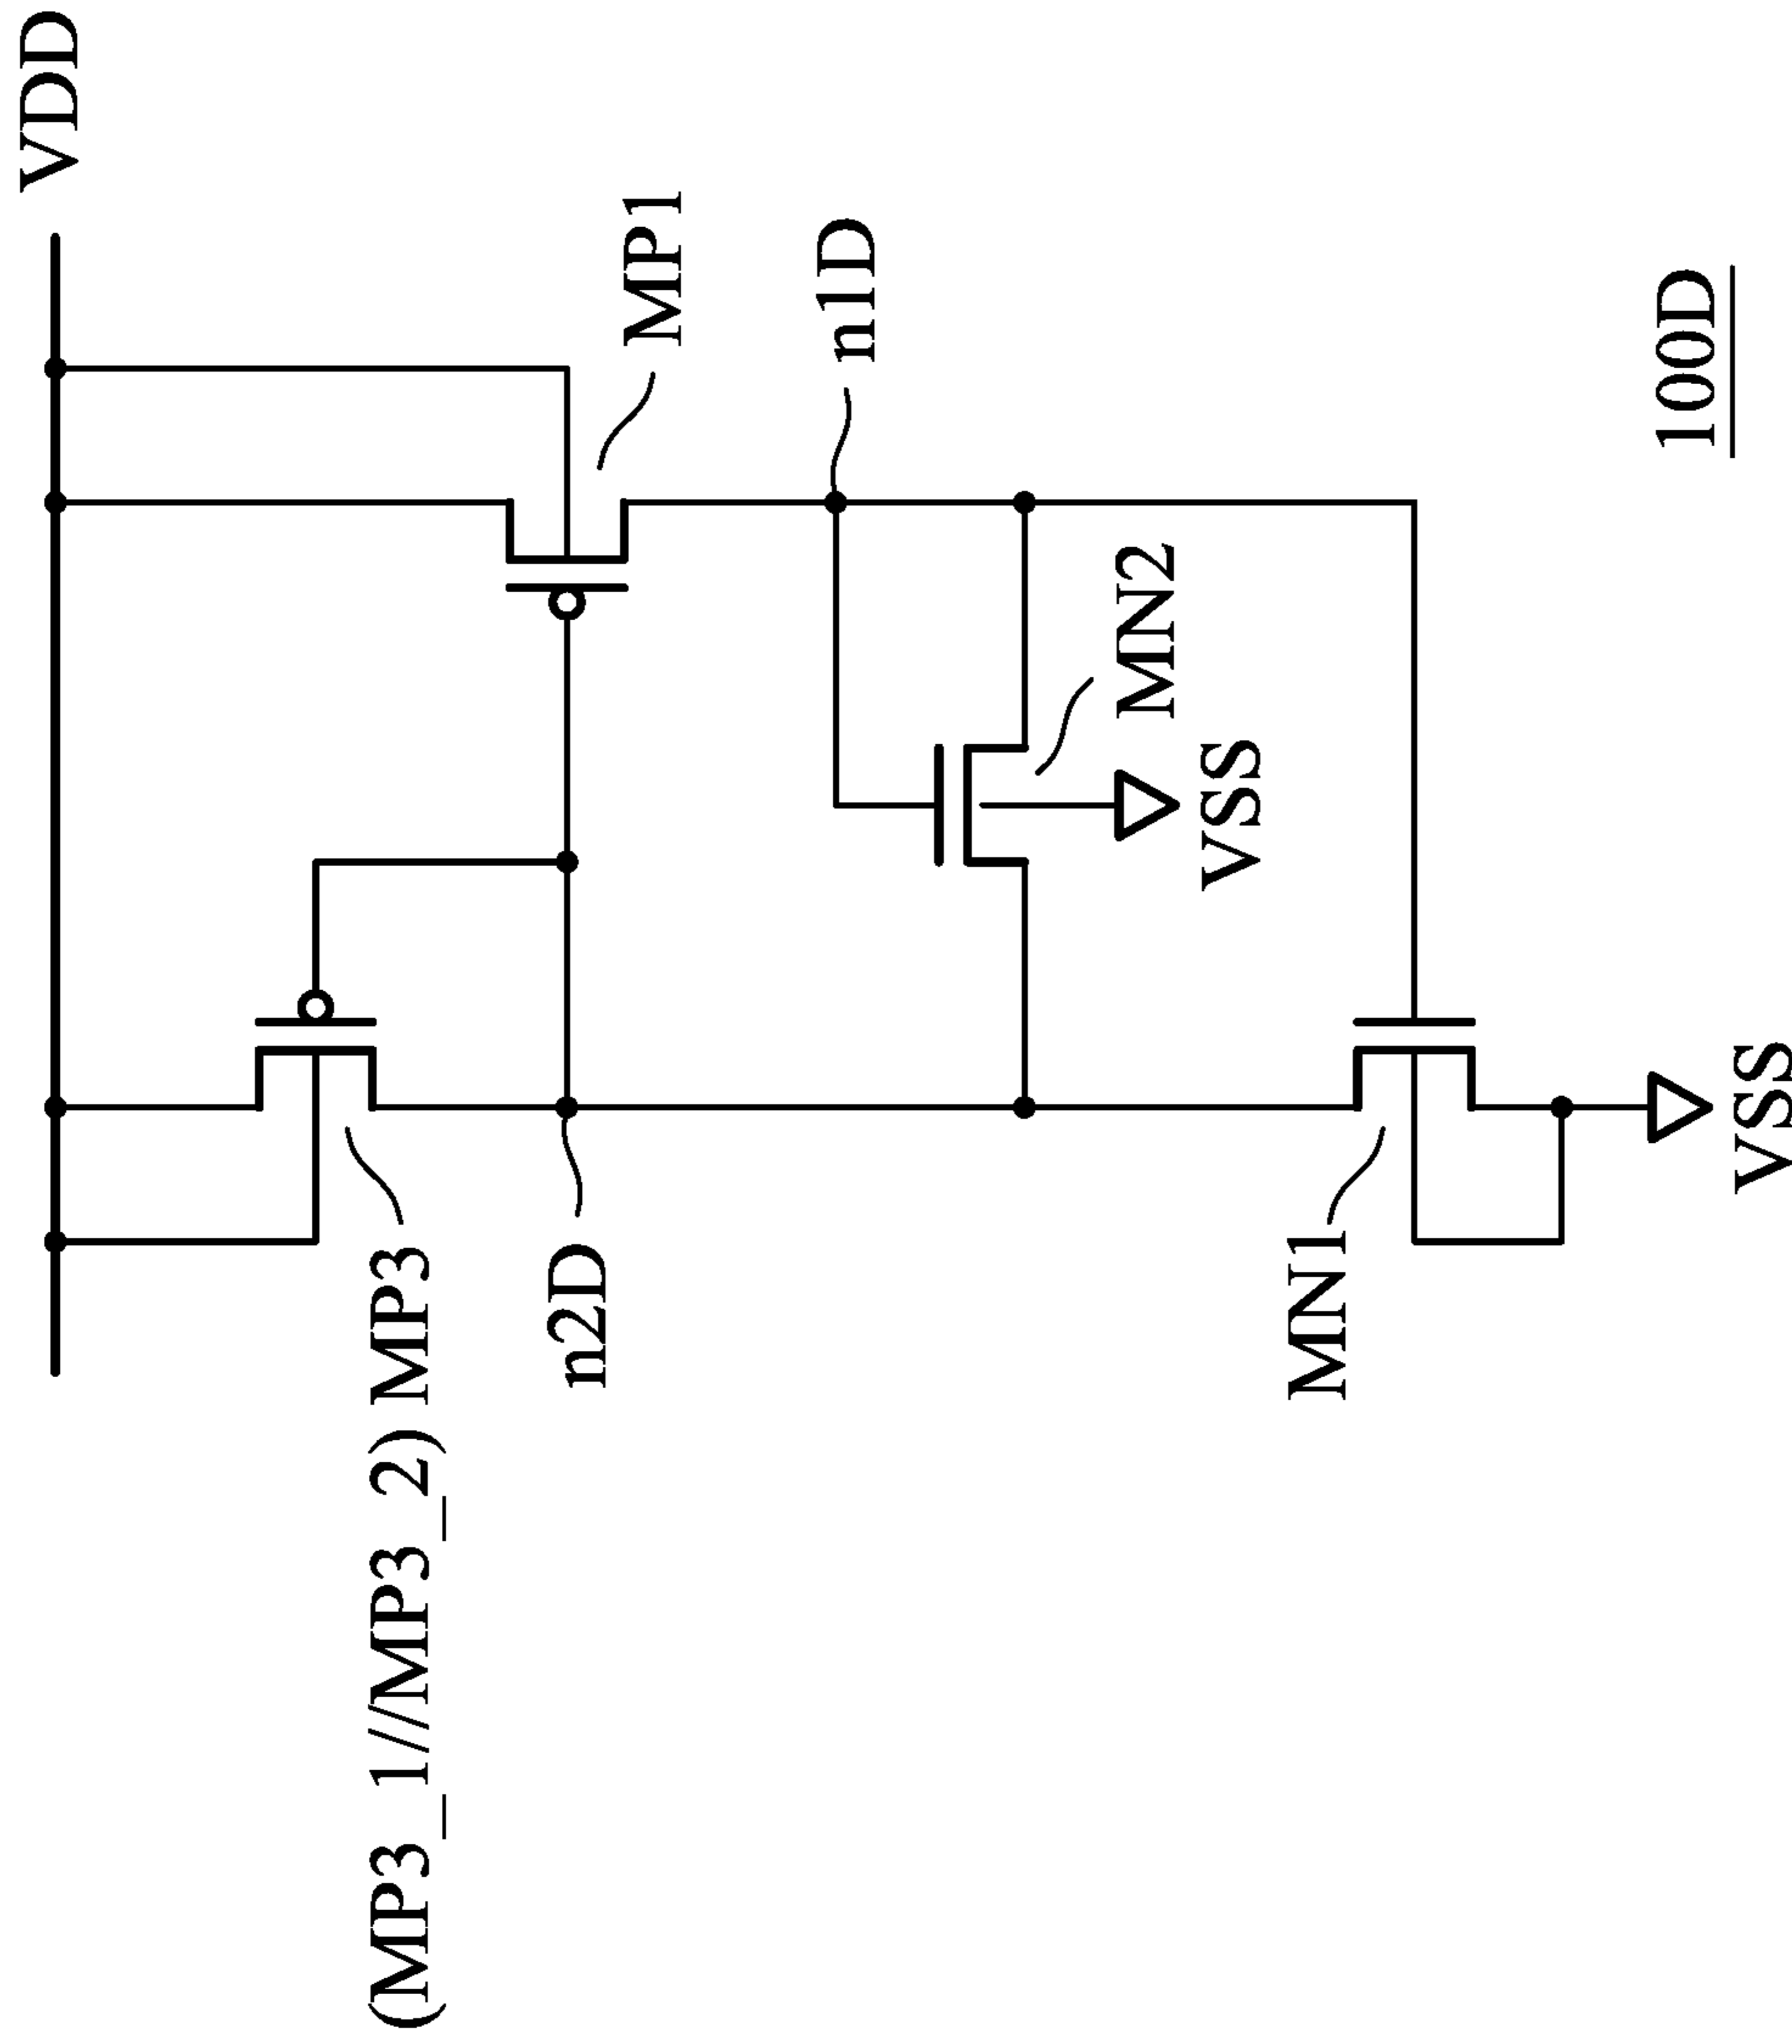 VDD
(MP3_1//MP3_2) MP3
MP1
n2D
n1D
MN2
VSS
MN1
VSS
100D